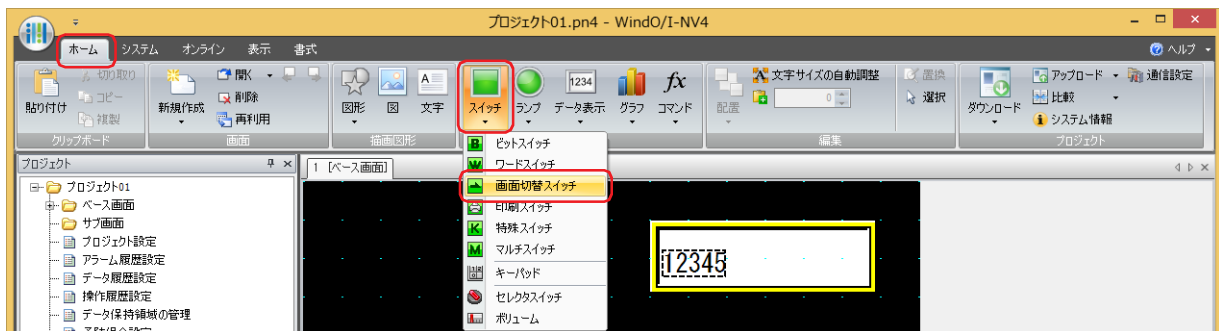 プロジェクト01.pn4 - WindO/I-NV4
ホーム システム オンライン 表示 書式 ヘルプ
切り取り 開く 1234 fx 文字サイズの自動調整 置換 アップロード 通信設定
貼り付け コピー 新規作成 削除 図形 図 文字 スイッチ ランプ データ表示 グラフ コマンド 配置 0 選択 ダウンロード 比較
複製 再利用 システム情報
クリップボード 画面 描画図形 編集 プロジェクト
プロジェクト 1 [ベース画面]
プロジェクト01
ベース画面
サブ画面
プロジェクト設定
アラーム履歴設定
データ履歴設定
操作履歴設定
データ保持領域の管理
B ビットスイッチ
W ワードスイッチ
画面切替スイッチ
印刷スイッチ
K 特殊スイッチ
M マルチスイッチ
キーパッド
セレクタスイッチ
ボリューム
12345